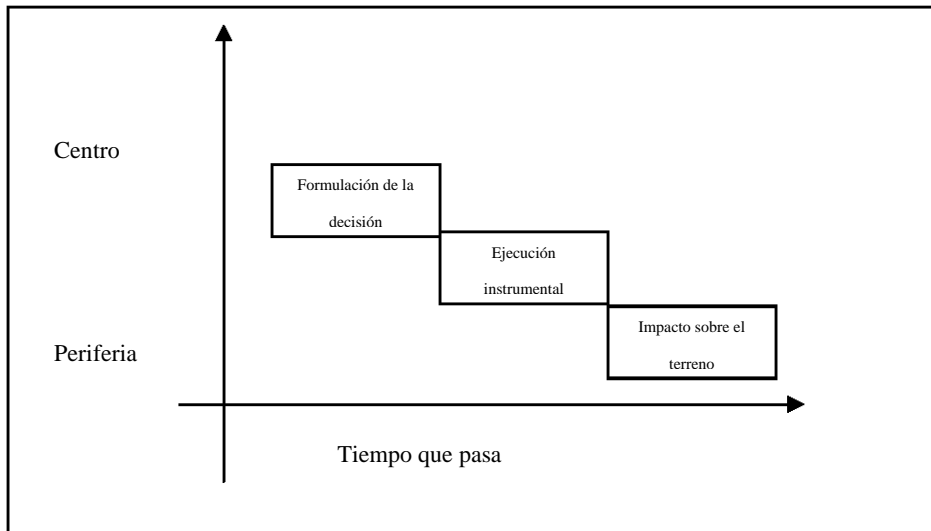 Centro
Formulación de la
decisión
Ejecución
instrumental
Impacto sobre el
terreno
Periferia
Tiempo que pasa